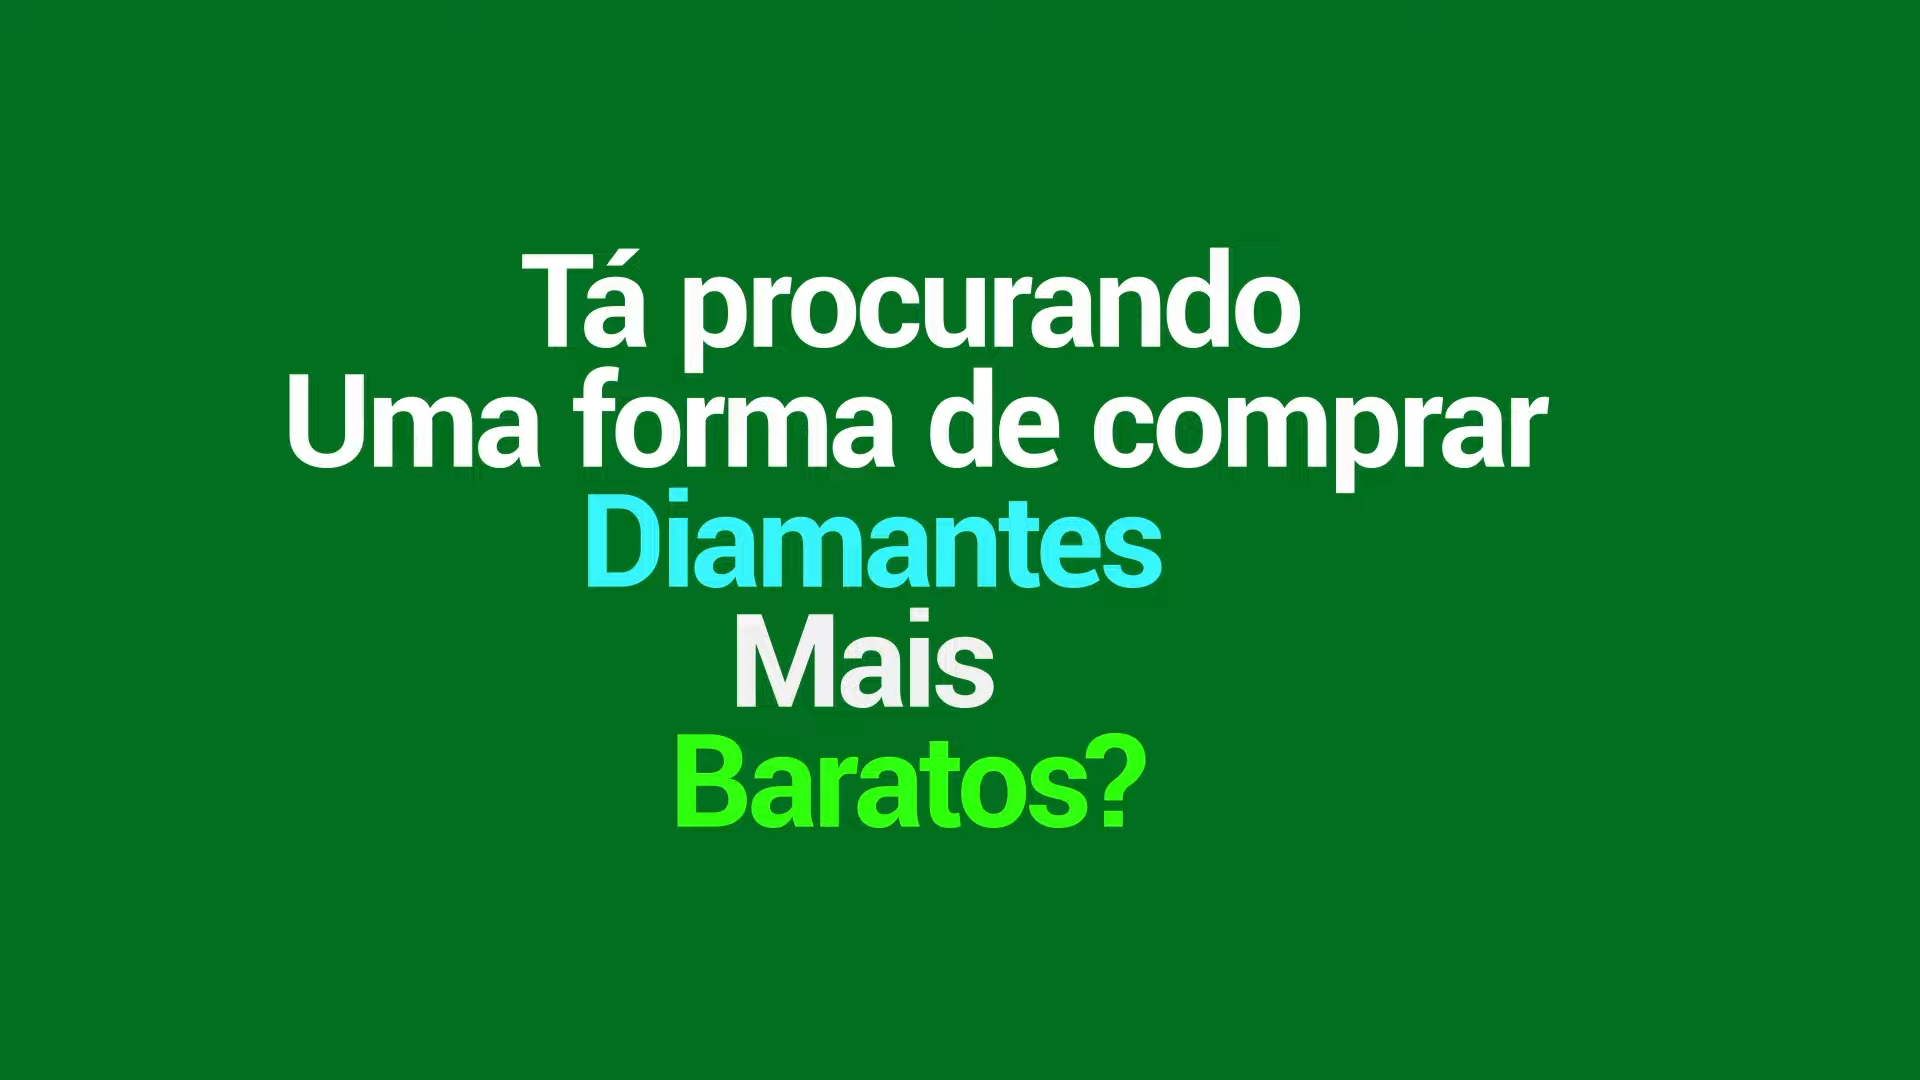 Tá procurando
Uma forma de comprar
Diamantes
Mais
Baratos?